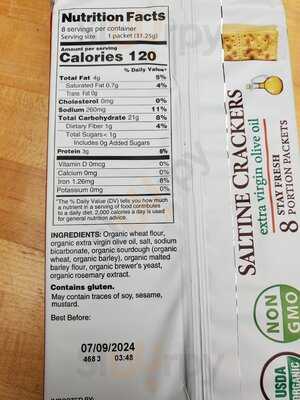 Nutrition Facts
8 servings per container
Serving size 1 packet (31.25g)
Amount per serving
Calories 120
% Daily Value*
Total Fat 4g 5%
Saturated Fat 0.7g 4%
Trans Fat 0g
Cholesterol 0mg 0%
Sodium 260mg 11%
Total Carbohydrate 21g 8%
Dietary Fiber 1g 4%
Total Sugars< 1g
Includes 0g Added Sugars
Protein 3g 6%
Vitamin D 0mcg 0%
Calcium 0mg 0%
Iron 1.26mg 8%
Potassium 0mg 0%
*The % Daily Value (DV) tells you how much
a nutrient in a serving of food contributes
to a daily diet. 2,000 calories a day is used
for general nutrition advice.
INGREDIENTS: Organic wheat flour,
organic extra virgin olive oil, salt, sodium
bicarbonate, organic sourdough (organic
wheat, organic barley), organic malted
barley flour, organic brewer's yeast,
organic rosemary extract.
Contains gluten.
May contain traces of soy, sesame,
mustard.
Best Before:
07/09/2024
4683 03:48
IMPORTED BY:
SALTINE CRACKERS
extra virgin olive oil
STAY FRESH
8 PORTION PACKETS
NON
GMO
USDA
ORGANIC